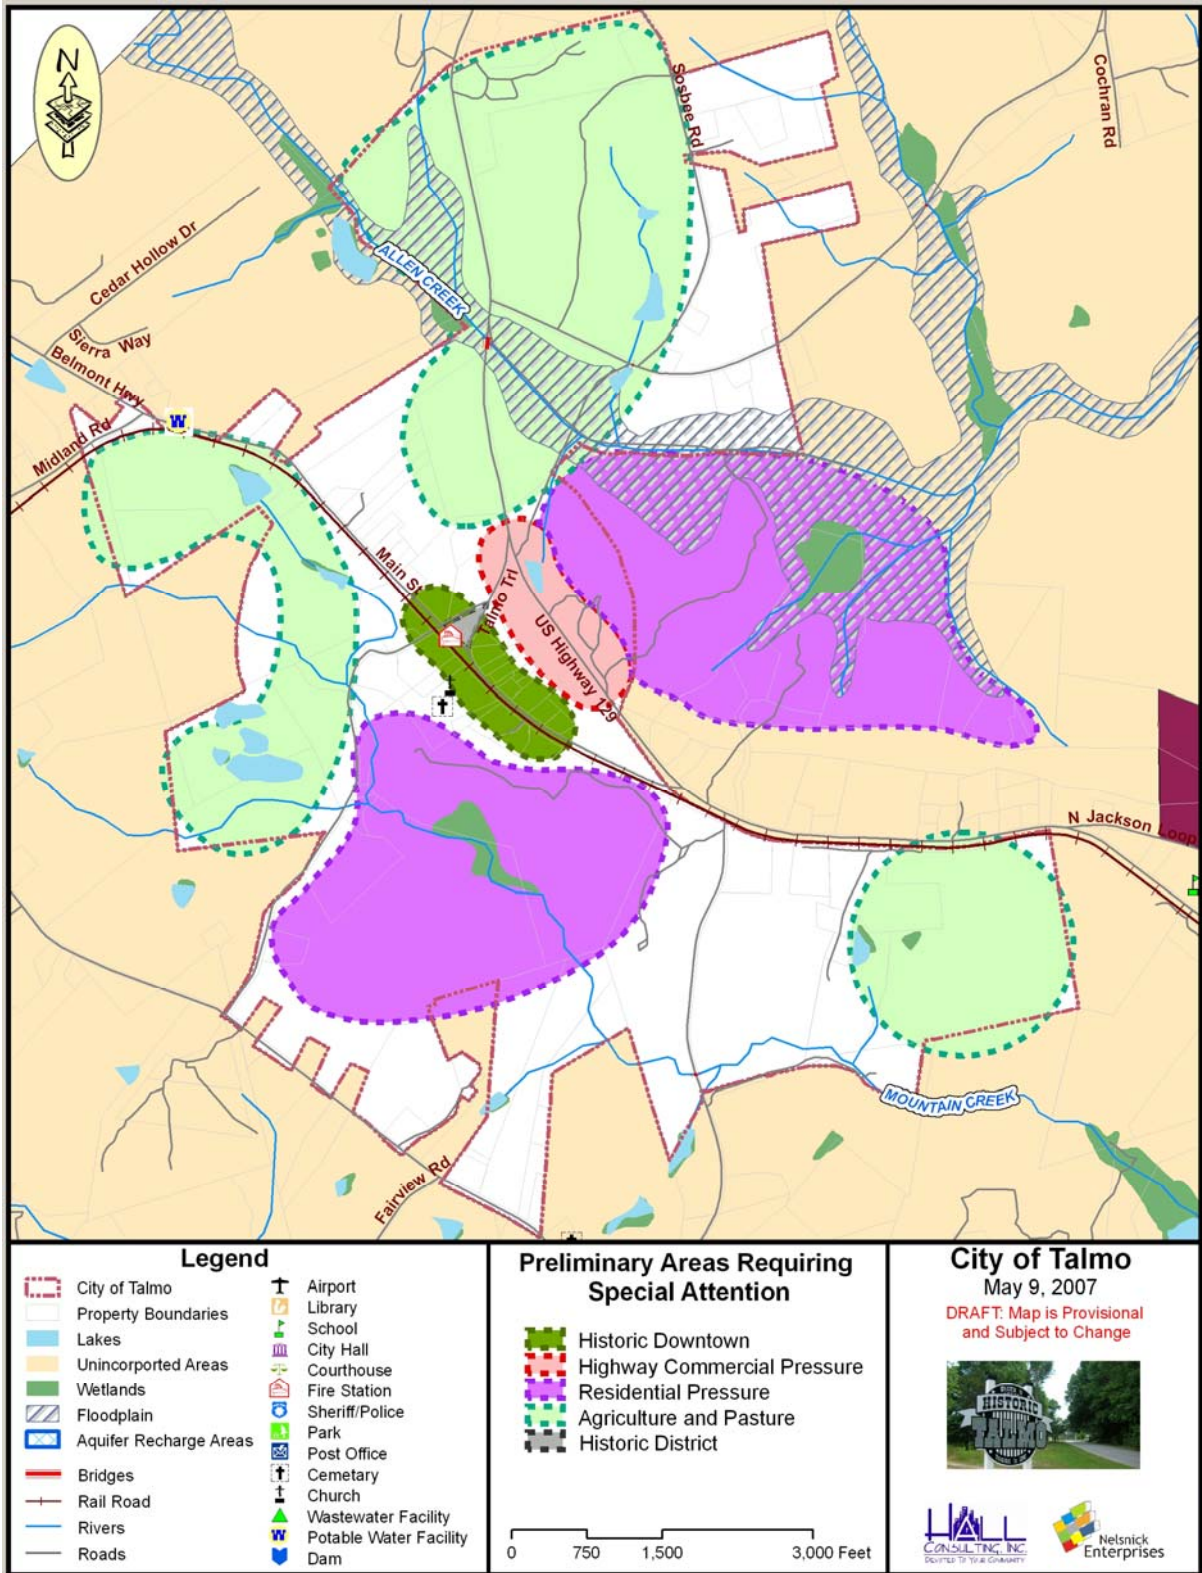 N
Sosbee Rd
Cochran Rd
Cedar Hollow Dr
ALLEN CREEK
Sierra Way
Belmont Hwy
W
Midland Rd
Main St
Talmo Trl
US Highway 129
N Jackson Loop
MOUNTAIN CREEK
Fairview Rd
Legend
City of Talmo
Property Boundaries
Lakes
Unincorported Areas
Wetlands
Floodplain
Aquifer Recharge Areas
Bridges
Rail Road
Rivers
Roads
Airport
Library
School
City Hall
Courthouse
Fire Station
Sheriff/Police
Park
Post Office
Cemetary
Church
Wastewater Facility
W Potable Water Facility
Dam
Preliminary Areas Requiring
Special Attention
Historic Downtown
Highway Commercial Pressure
Residential Pressure
Agriculture and Pasture
Historic District
0 750 1,500 3,000 Feet
City of Talmo
May 9, 2007
DRAFT: Map is Provisional
and Subject to Change
HISTORIC
TALMO
HALL
CONSULTING, INC.
DEVOTED TO YOUR COMMUNITY
Nelsnick
Enterprises